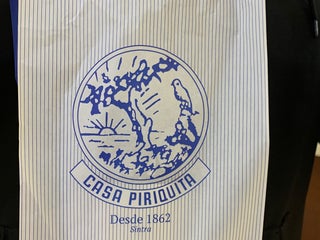 CASA PIRIQUITA
Desde 1862
Sintra